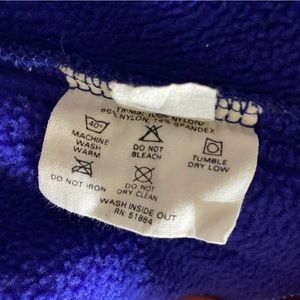 TRIMS: 100% NYLON/
86% NYLON, 14% SPANDEX
40°
MACHINE WASH WARM
DO NOT BLEACH
TUMBLE DRY LOW
DO NOT IRON
DO NOT DRY CLEAN
WASH INSIDE OUT
RN 51884